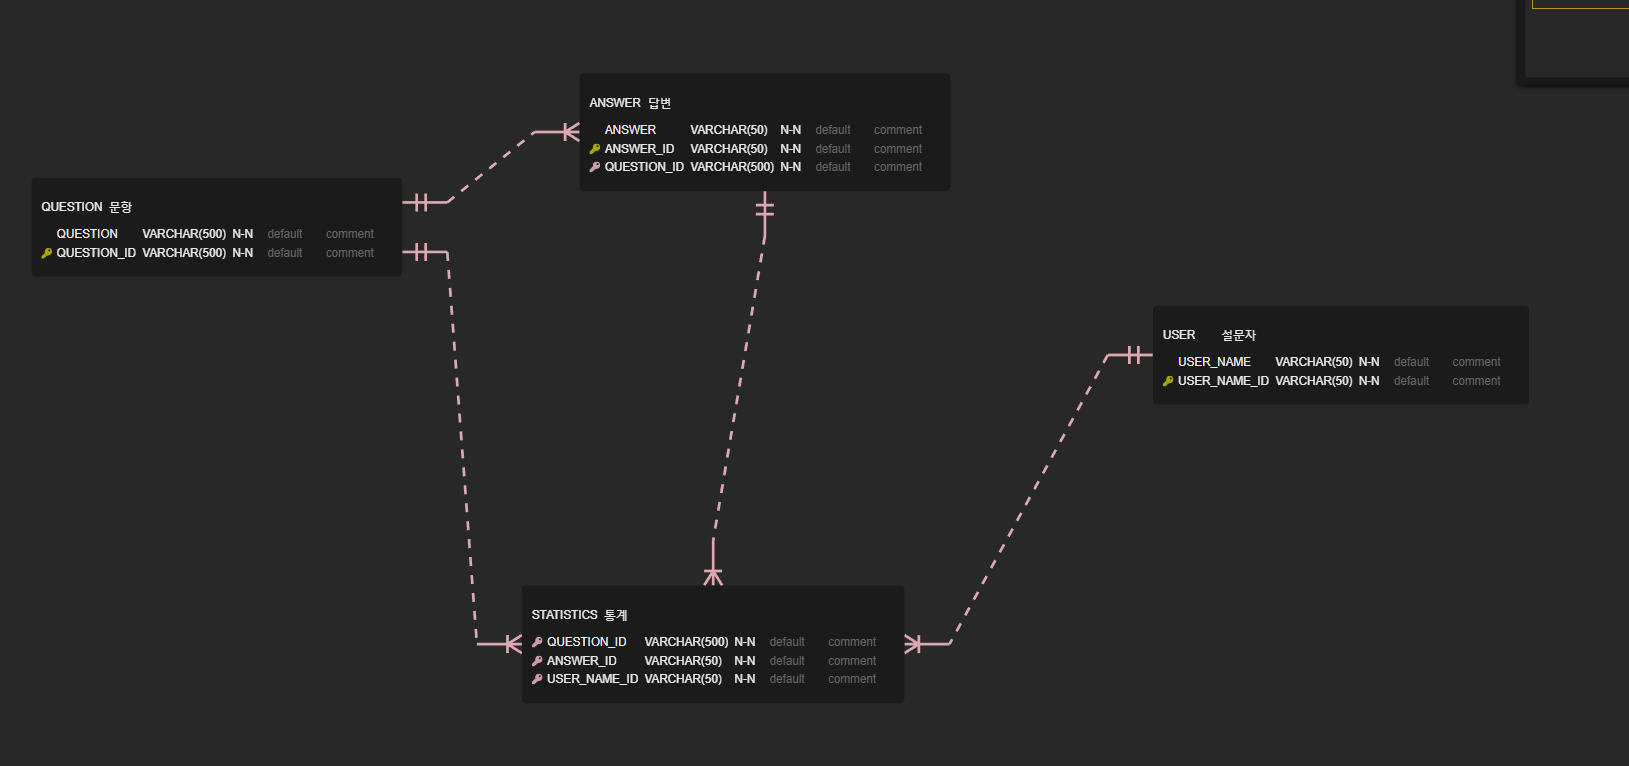 ANSWER 답변
ANSWER VARCHAR(50) N-N default comment
ANSWER_ID VARCHAR(50) N-N default comment
QUESTION_ID VARCHAR(500) N-N default comment
QUESTION 문항
QUESTION VARCHAR(500) N-N default comment
QUESTION_ID VARCHAR(500) N-N default comment
USER 설문자
USER_NAME VARCHAR(50) N-N default comment
USER_NAME_ID VARCHAR(50) N-N default comment
STATISTICS 통계
QUESTION_ID VARCHAR(500) N-N default comment
ANSWER_ID VARCHAR(50) N-N default comment
USER_NAME_ID VARCHAR(50) N-N default comment